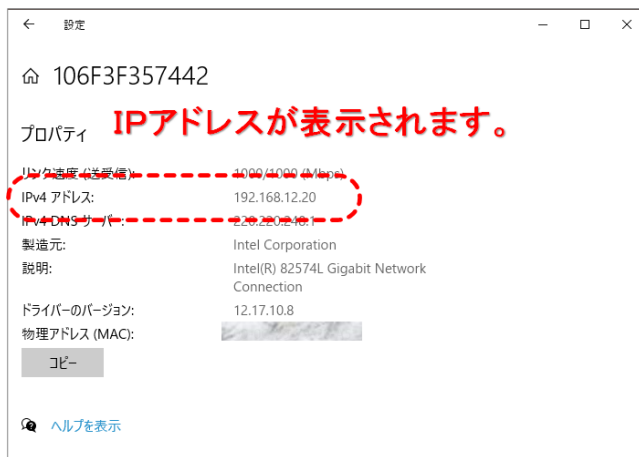 設定
106F3F357442
IPアドレスが表示されます。
プロパティ
リンク速度 (送受信): 1000/1000 (Mbps)
IPv4 アドレス: 192.168.12.20
IPv4 DNS サーバー: 220.220.248.1
製造元: Intel Corporation
説明: Intel(R) 82574L Gigabit Network
Connection
ドライバーのバージョン: 12.17.10.8
物理アドレス (MAC):
コピー
ヘルプを表示